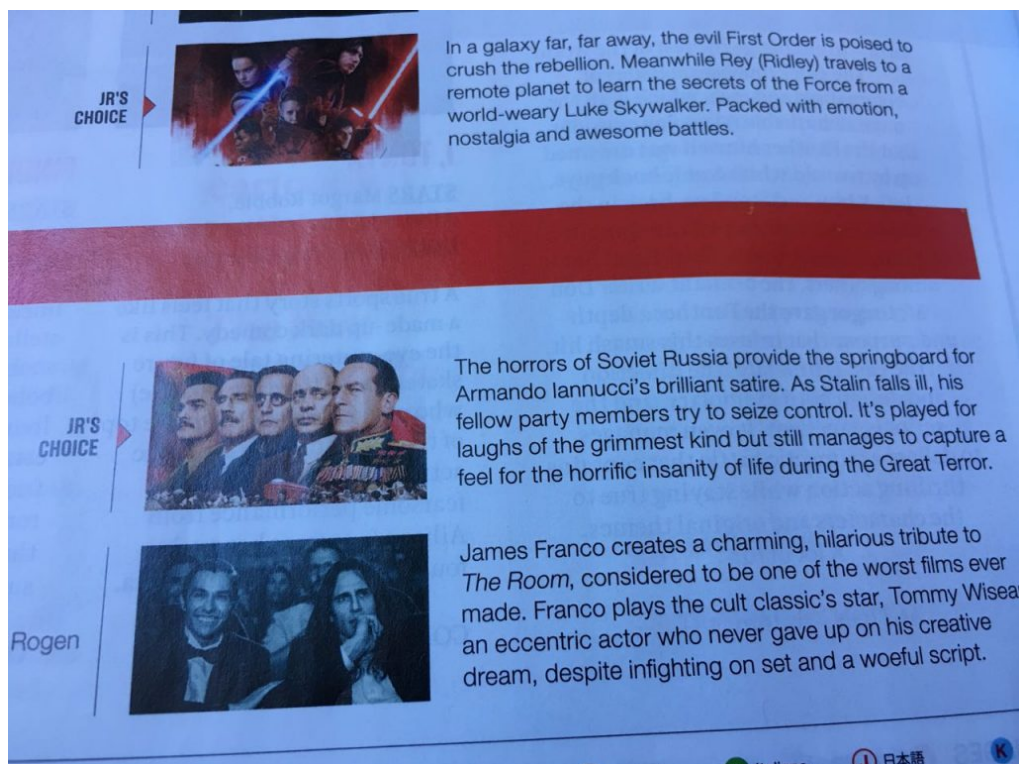 JR'S
CHOICE
In a galaxy far, far away, the evil First Order is poised to
crush the rebellion. Meanwhile Rey (Ridley) travels to a
remote planet to learn the secrets of the Force from a
world-weary Luke Skywalker. Packed with emotion,
nostalgia and awesome battles.
JR'S
CHOICE
The horrors of Soviet Russia provide the springboard for
Armando Iannucci's brilliant satire. As Stalin falls ill, his
fellow party members try to seize control. It's played for
laughs of the grimmest kind but still manages to capture a
feel for the horrific insanity of life during the Great Terror.
Rogen
James Franco creates a charming, hilarious tribute to
The Room, considered to be one of the worst films ever
made. Franco plays the cult classic's star, Tommy Wisea
an eccentric actor who never gave up on his creative
dream, despite infighting on set and a woeful script.
J 日本語 K